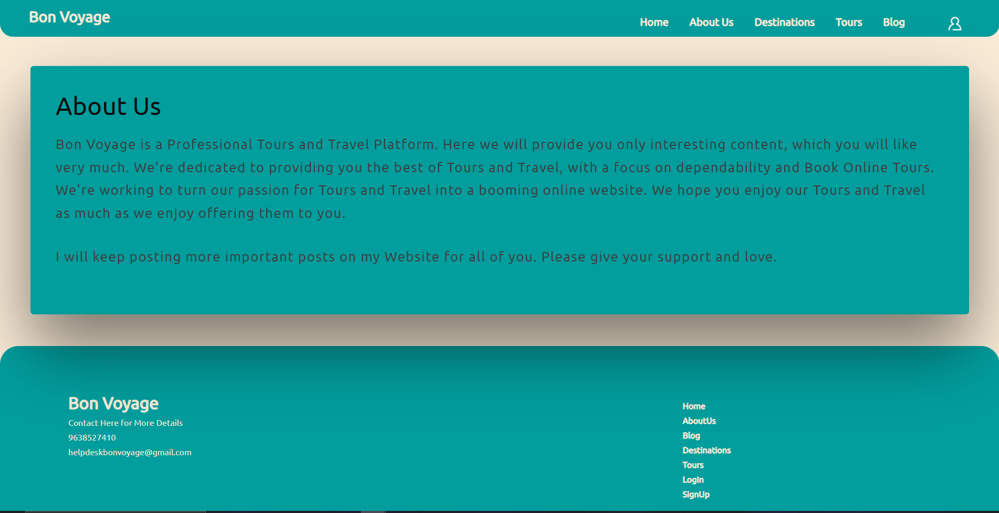 Bon Voyage
Home About Us Destinations Tours Blog
About Us
Bon Voyage is a Professional Tours and Travel Platform. Here we will provide you only interesting content, which you will like
very much. We're dedicated to providing you the best of Tours and Travel, with a focus on dependability and Book Online Tours.
We're working to turn our passion for Tours and Travel into a booming online website. We hope you enjoy our Tours and Travel
as much as we enjoy offering them to you.
I will keep posting more important posts on my Website for all of you. Please give your support and love.
Bon Voyage
Contact Here for More Details
9638527410
helpdeskbonvoyage@gmail.com
Home
AboutUs
Blog
Destinations
Tours
LogIn
SignUp